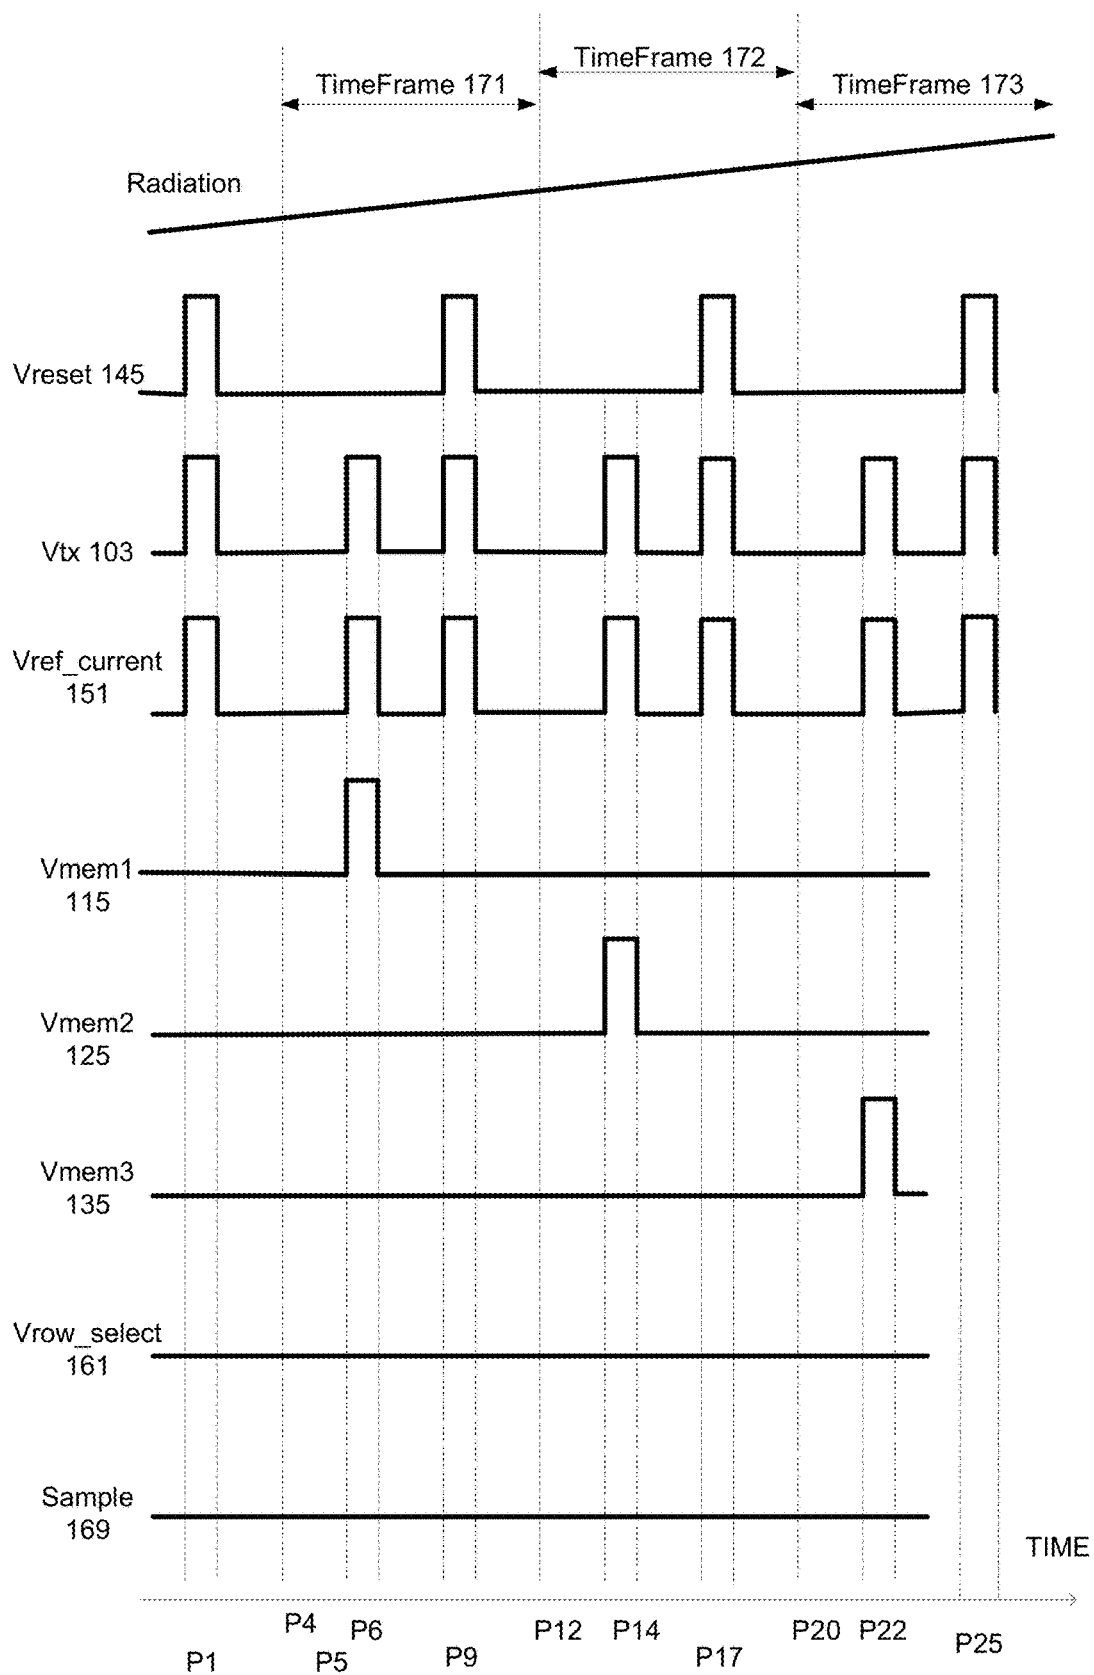 TimeFrame 171
TimeFrame 172
TimeFrame 173
Radiation
Vreset 145
Vtx 103
Vref_current
151
Vmem1
115
Vmem2
125
Vmem3
135
Vrow_select
161
Sample
169
TIME
P1
P4
P5
P6
P9
P12
P14
P17
P20
P22
P25